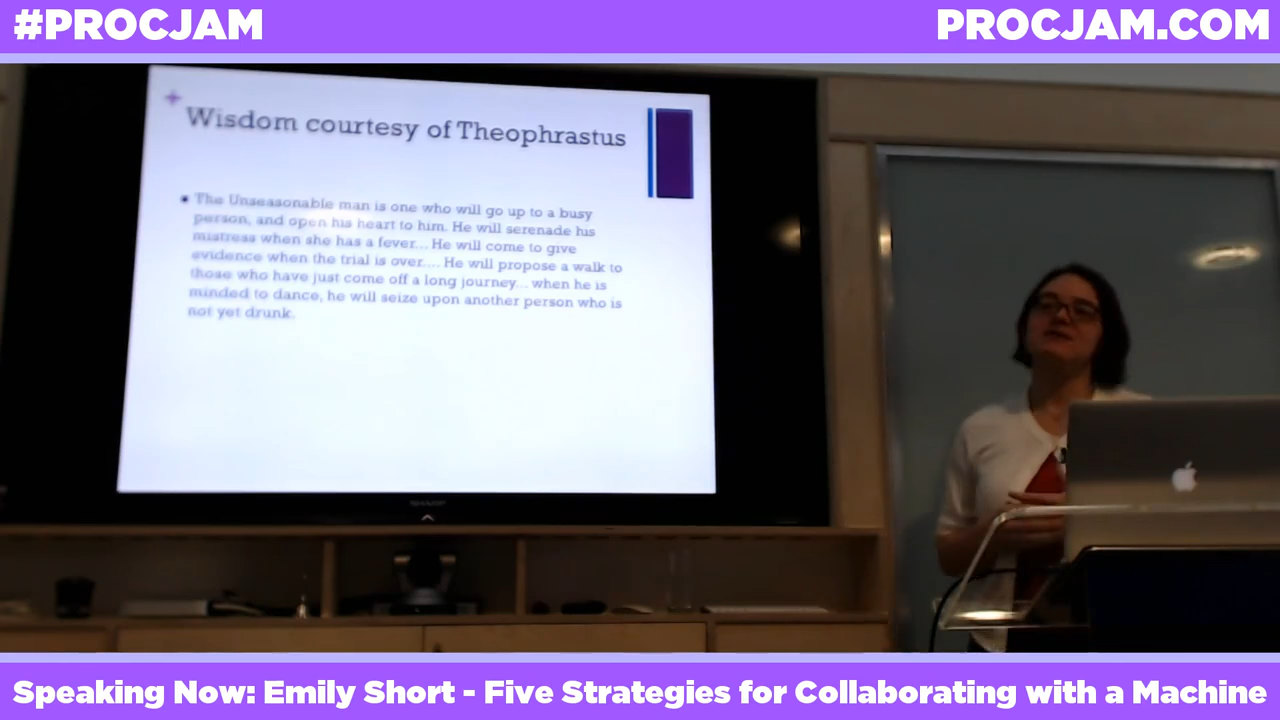 #PROCJAM
PROCJAM.COM
Wisdom courtesy of Theophrastus
The Unseasonable man is one who will go up to a busy
person, and open his heart to him. He will serenade his
mistress when she has a fever... He will come to give
evidence when the trial is over.... He will propose a walk to
those who have just come off a long journey... when he is
minded to dance, he will seize upon another person who is
not yet drunk.
SHARP
Speaking Now: Emily Short - Five Strategies for Collaborating with a Machine